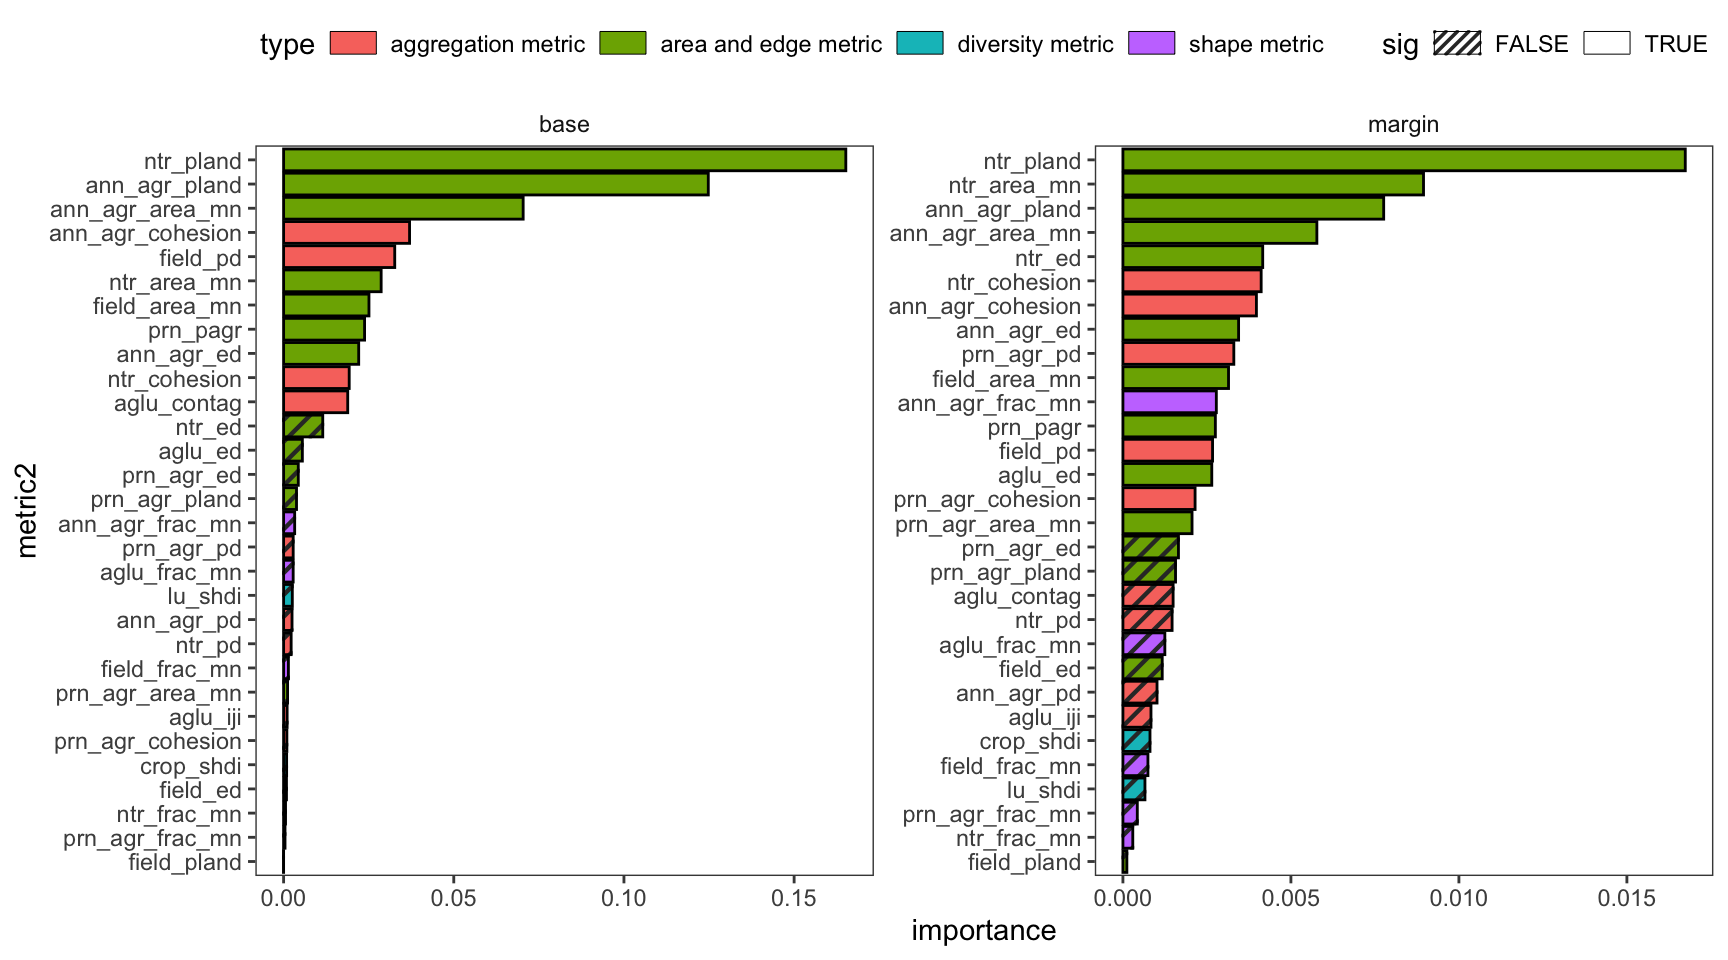 type aggregation metric area and edge metric diversity metric shape metric sig FALSE TRUE
base
ntr_pland
ann_agr_pland
ann_agr_area_mn
ann_agr_cohesion
field_pd
ntr_area_mn
field_area_mn
prn_pagr
ann_agr_ed
ntr_cohesion
aglu_contag
ntr_ed
aglu_ed
prn_agr_ed
prn_agr_pland
ann_agr_frac_mn
prn_agr_pd
aglu_frac_mn
lu_shdi
ann_agr_pd
ntr_pd
field_frac_mn
prn_agr_area_mn
aglu_iji
prn_agr_cohesion
crop_shdi
field_ed
ntr_frac_mn
prn_agr_frac_mn
field_pland
0.00 0.05 0.10 0.15
margin
ntr_pland
ntr_area_mn
ann_agr_pland
ann_agr_area_mn
ntr_ed
ntr_cohesion
ann_agr_cohesion
ann_agr_ed
prn_agr_pd
field_area_mn
ann_agr_frac_mn
prn_pagr
field_pd
aglu_ed
prn_agr_cohesion
prn_agr_area_mn
prn_agr_ed
prn_agr_pland
aglu_contag
ntr_pd
aglu_frac_mn
field_ed
ann_agr_pd
aglu_iji
crop_shdi
field_frac_mn
lu_shdi
prn_agr_frac_mn
ntr_frac_mn
field_pland
0.000 0.005 0.010 0.015
metric2
importance